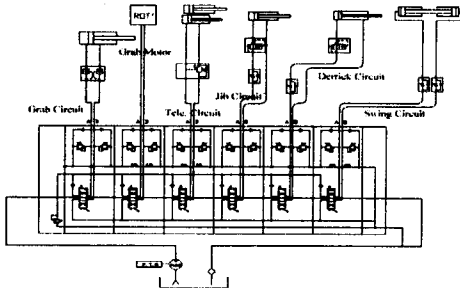 ROT'
Grab Motor
Derrick Circuit
Jib Circuit
Grab Circuit
Tele. Circuit
Swing Circuit
P.T.O